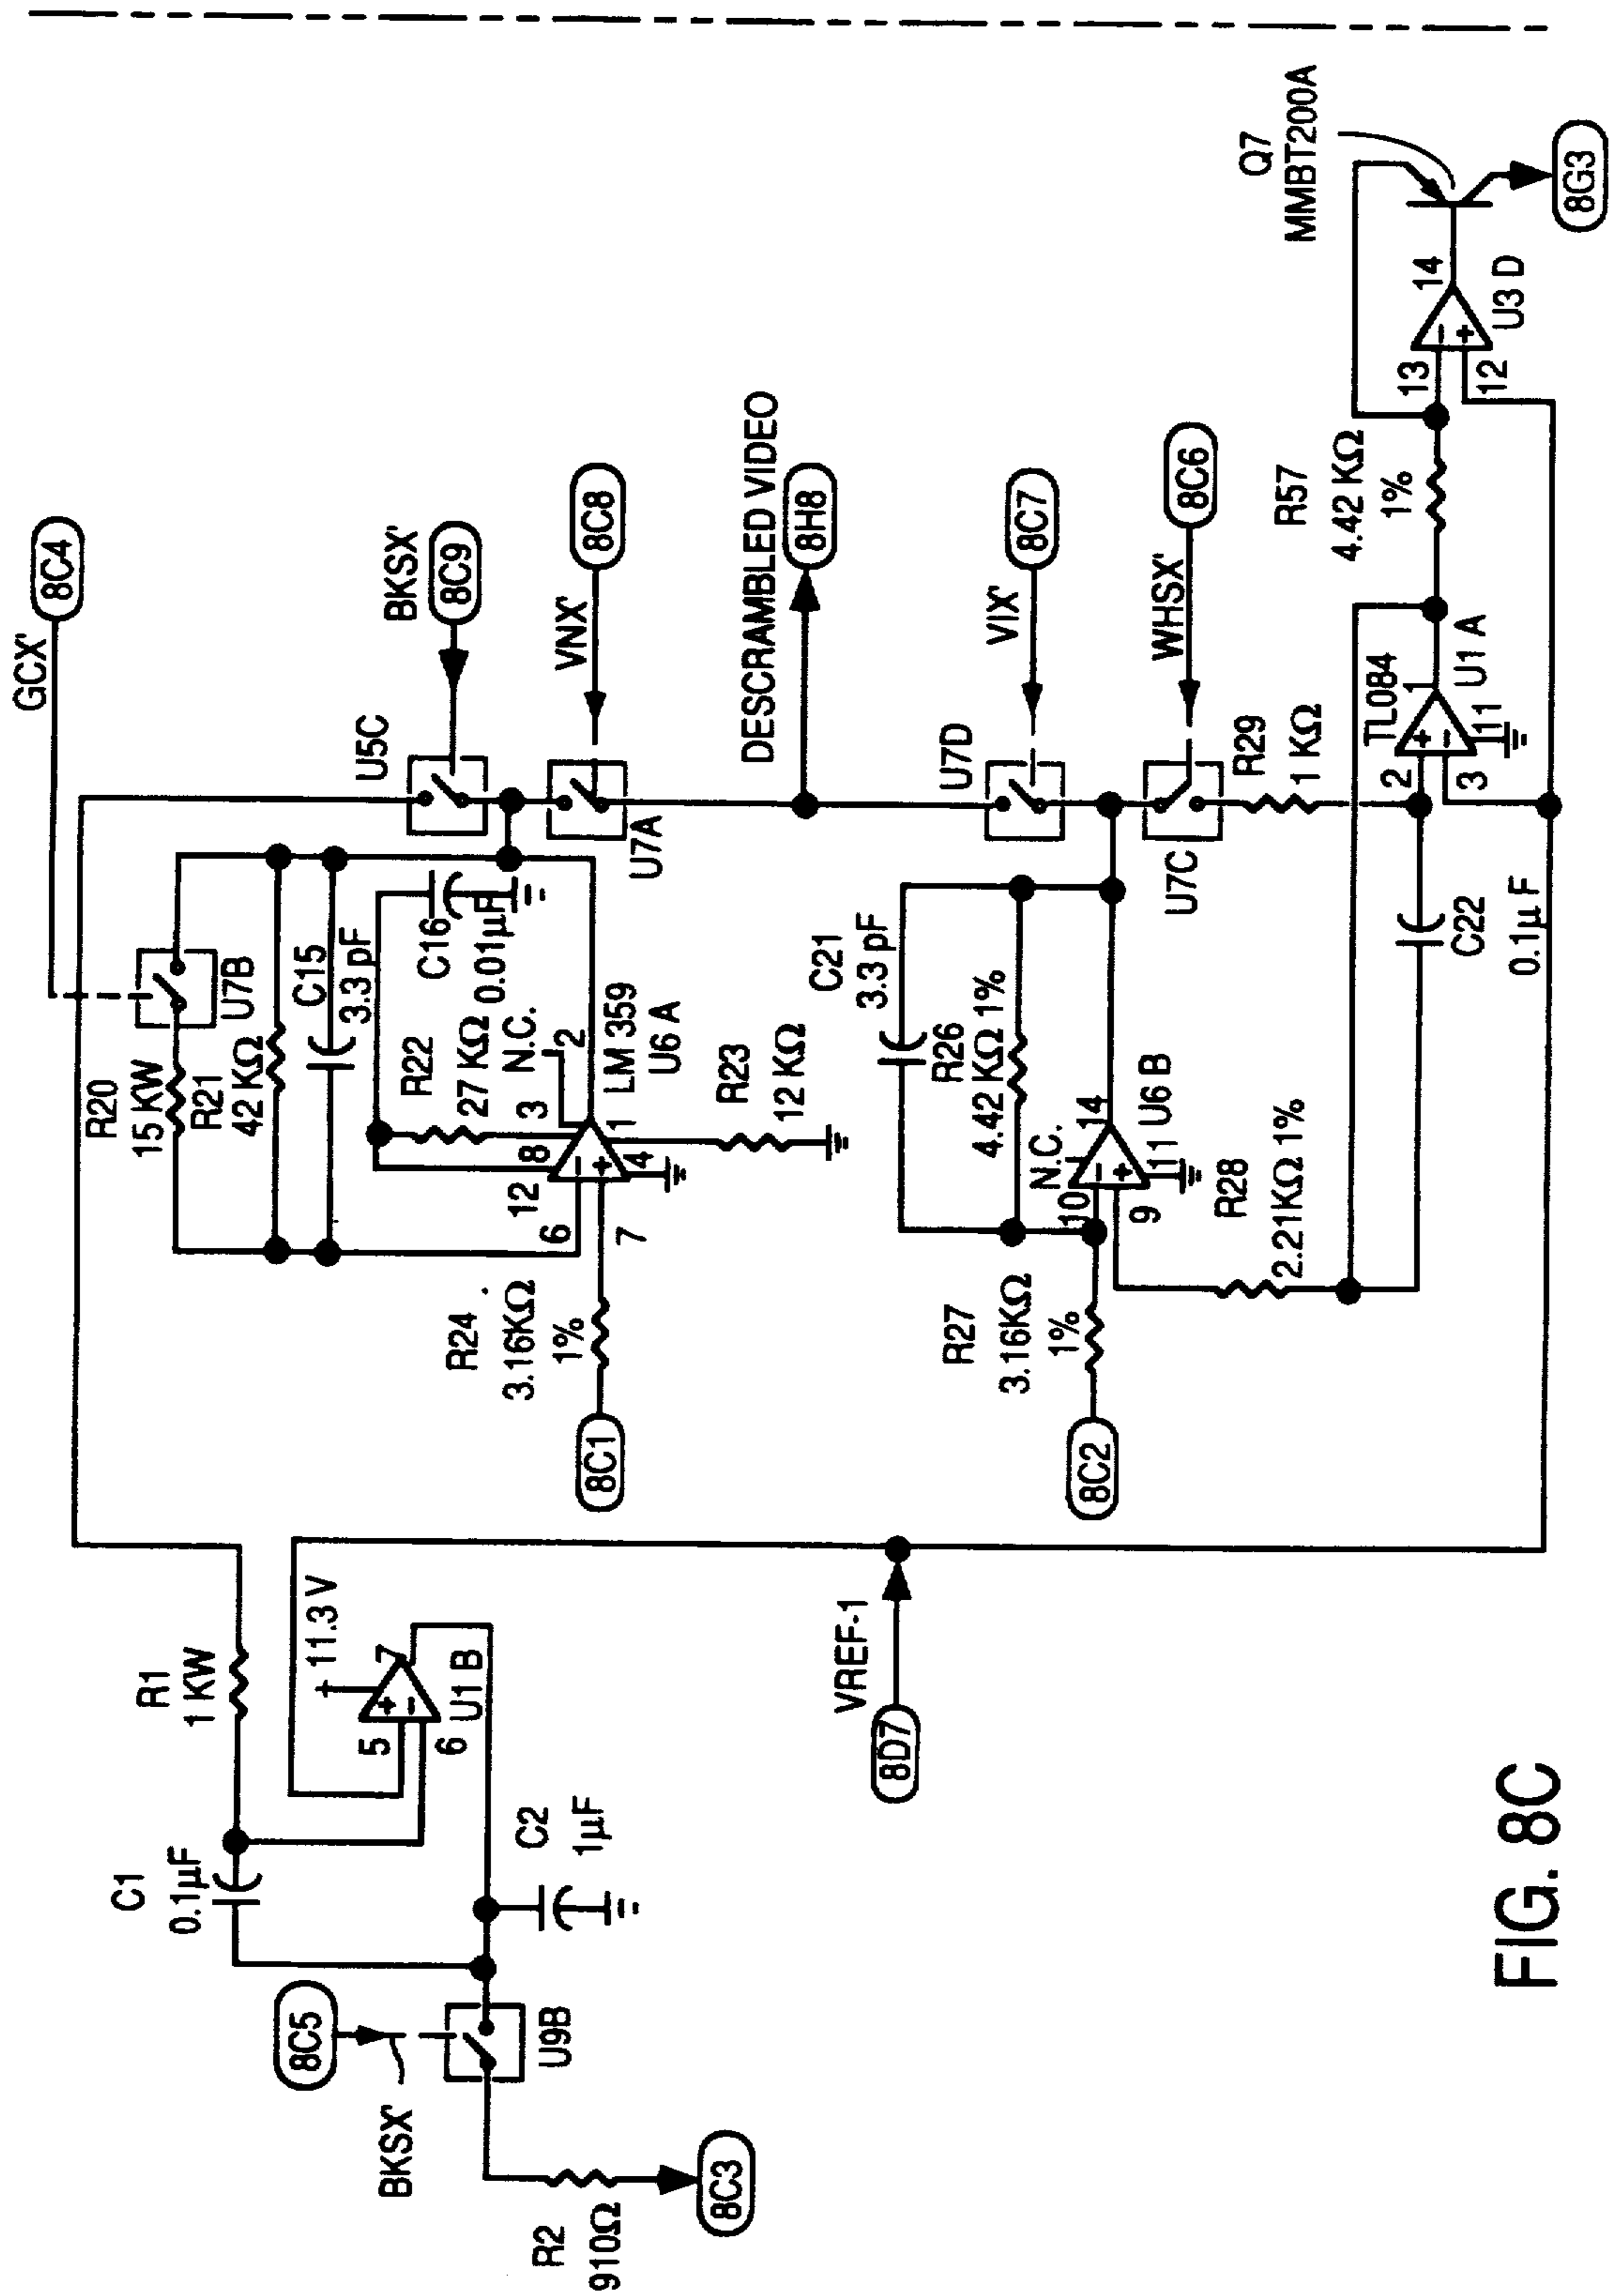 GCX'
8C4
R1
1 KW
C1
0.1µF
11.3 V
5
6
7
U1 B
C2
1µF
8C5
BKSX'
U9B
R2
910Ω
8C3
R20
15 KW
U7B
R21
42 KΩ
C15
3.3 pF
C16
0.01µF
R22
27 KΩ
N.C.
3
2
8
12
6
7
1
4
LM 359
U6 A
R23
12 KΩ
R24
3.16KΩ
1%
8C1
U5C
BKSX'
8C9
VNX'
8C8
U7A
DESCRAMBLED VIDEO
8H8
U7D
VIX'
8C7
WHSX'
8C6
U7C
R29
1 KΩ
C21
3.3 pF
R26
4.42 KΩ 1%
N.C.
10
9
14
11
U6 B
R27
3.16KΩ
1%
8C2
R28
2.21KΩ 1%
VREF-1
8D7
TL084
2
3
1
11
U1 A
C22
0.1µ F
R57
4.42 KΩ
1%
13
12
14
U3 D
Q7
MMBT200A
8G3
FIG. 8C